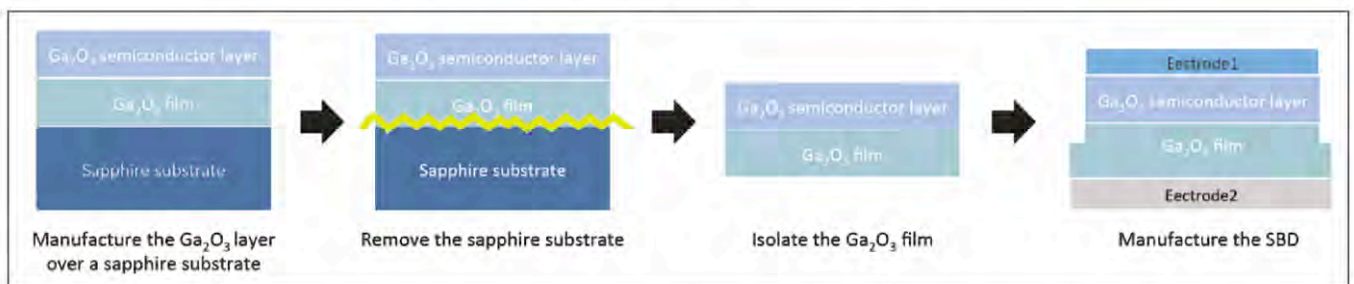 Ga₂O₃ semiconductor layer
Ga₂O₃ film
Sapphire substrate
Manufacture the Ga₂O₃ layer
over a sapphire substrate
Ga₂O₃ semiconductor layer
Ga₂O₃ film
Sapphire substrate
Remove the sapphire substrate
Ga₂O₃ semiconductor layer
Ga₂O₃ film
Isolate the Ga₂O₃ film
Eectrode1
Ga₂O₃ semiconductor layer
Ga₂O₃ film
Eectrode2
Manufacture the SBD